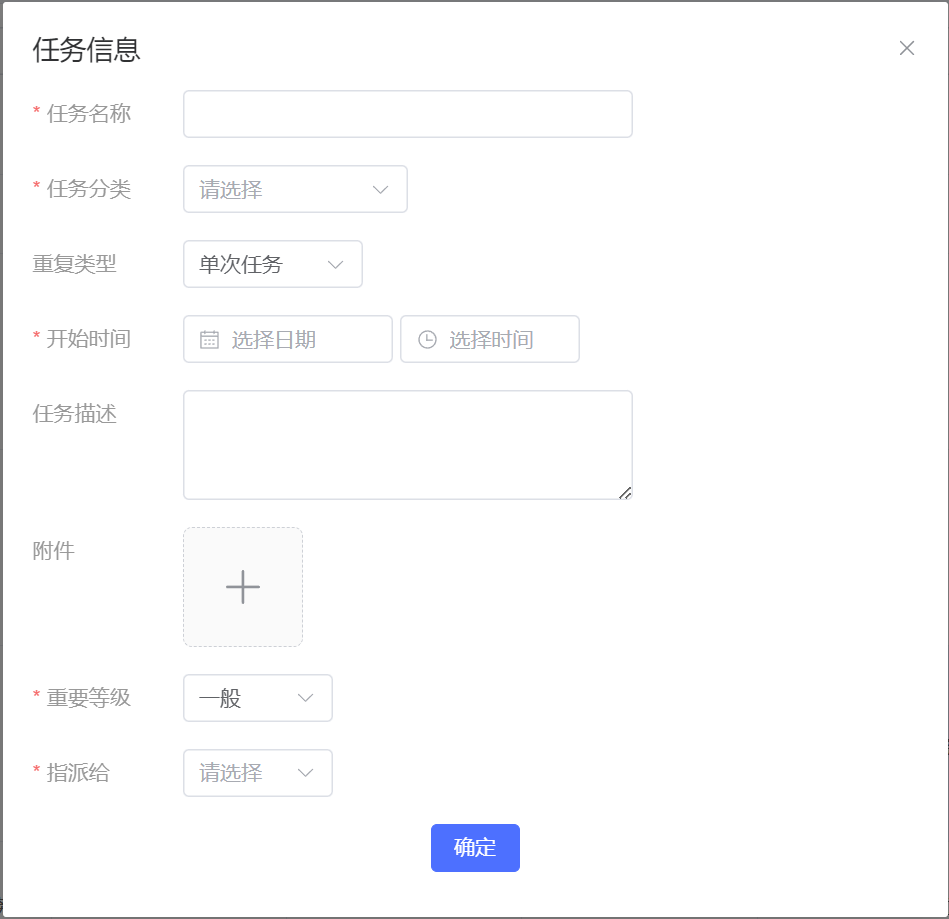 任务信息
* 任务名称
* 任务分类 请选择
重复类型 单次任务
* 开始时间 选择日期 选择时间
任务描述
附件
* 重要等级 一般
* 指派给 请选择
确定